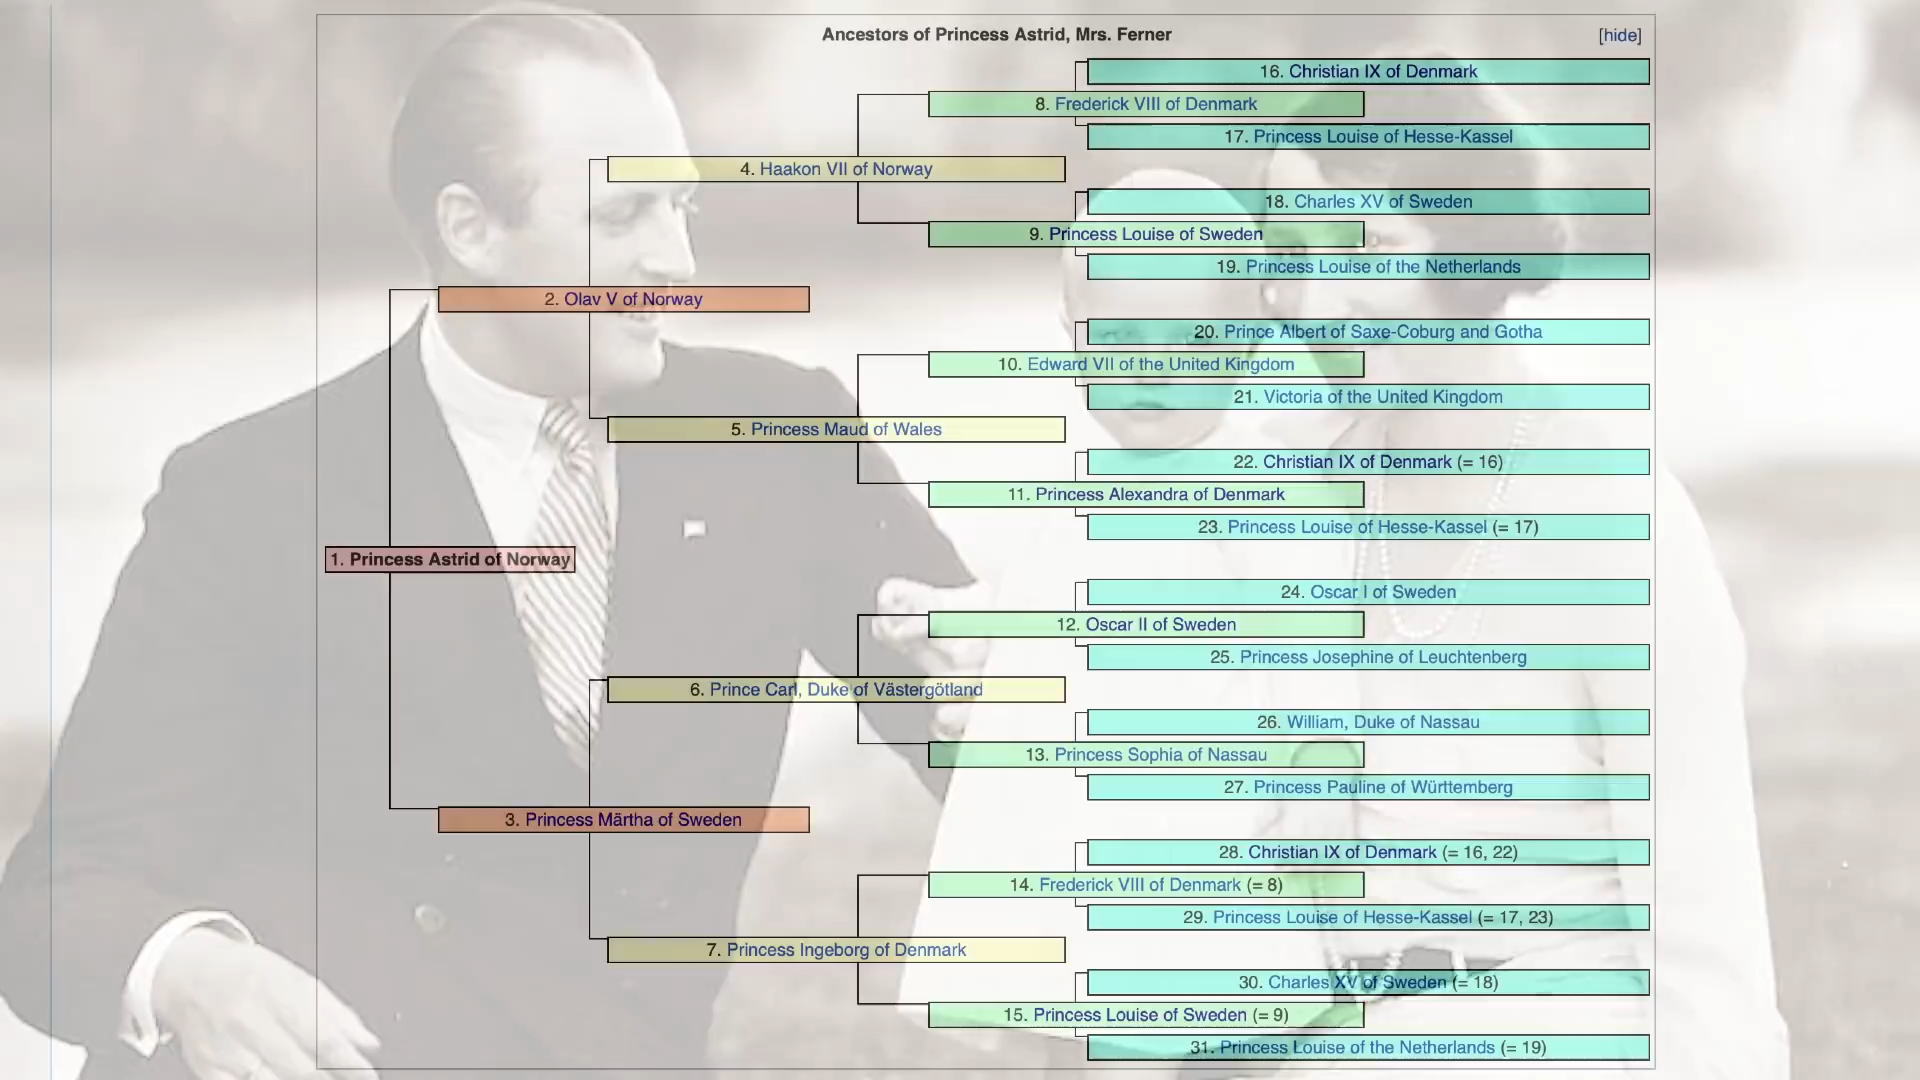 Ancestors of Princess Astrid, Mrs. Ferner
[hide]
16. Christian IX of Denmark
8. Frederick VIII of Denmark
17. Princess Louise of Hesse-Kassel
4. Haakon VII of Norway
18. Charles XV of Sweden
9. Princess Louise of Sweden
19. Princess Louise of the Netherlands
2. Olav V of Norway
20. Prince Albert of Saxe-Coburg and Gotha
10. Edward VII of the United Kingdom
21. Victoria of the United Kingdom
5. Princess Maud of Wales
22. Christian IX of Denmark (= 16)
11. Princess Alexandra of Denmark
23. Princess Louise of Hesse-Kassel (= 17)
1. Princess Astrid of Norway
24. Oscar I of Sweden
12. Oscar II of Sweden
25. Princess Josephine of Leuchtenberg
6. Prince Carl, Duke of Västergötland
26. William, Duke of Nassau
13. Princess Sophia of Nassau
27. Princess Pauline of Württemberg
3. Princess Märtha of Sweden
28. Christian IX of Denmark (= 16, 22)
14. Frederick VIII of Denmark (= 8)
29. Princess Louise of Hesse-Kassel (= 17, 23)
7. Princess Ingeborg of Denmark
30. Charles XV of Sweden (= 18)
15. Princess Louise of Sweden (= 9)
31. Princess Louise of the Netherlands (= 19)